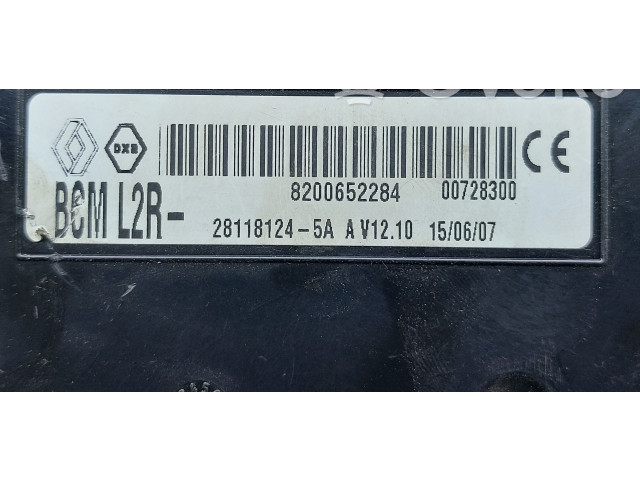 DXB
CE
8200652284 00728300
BCM L2R-
28118124-5A A V12.10 15/06/07